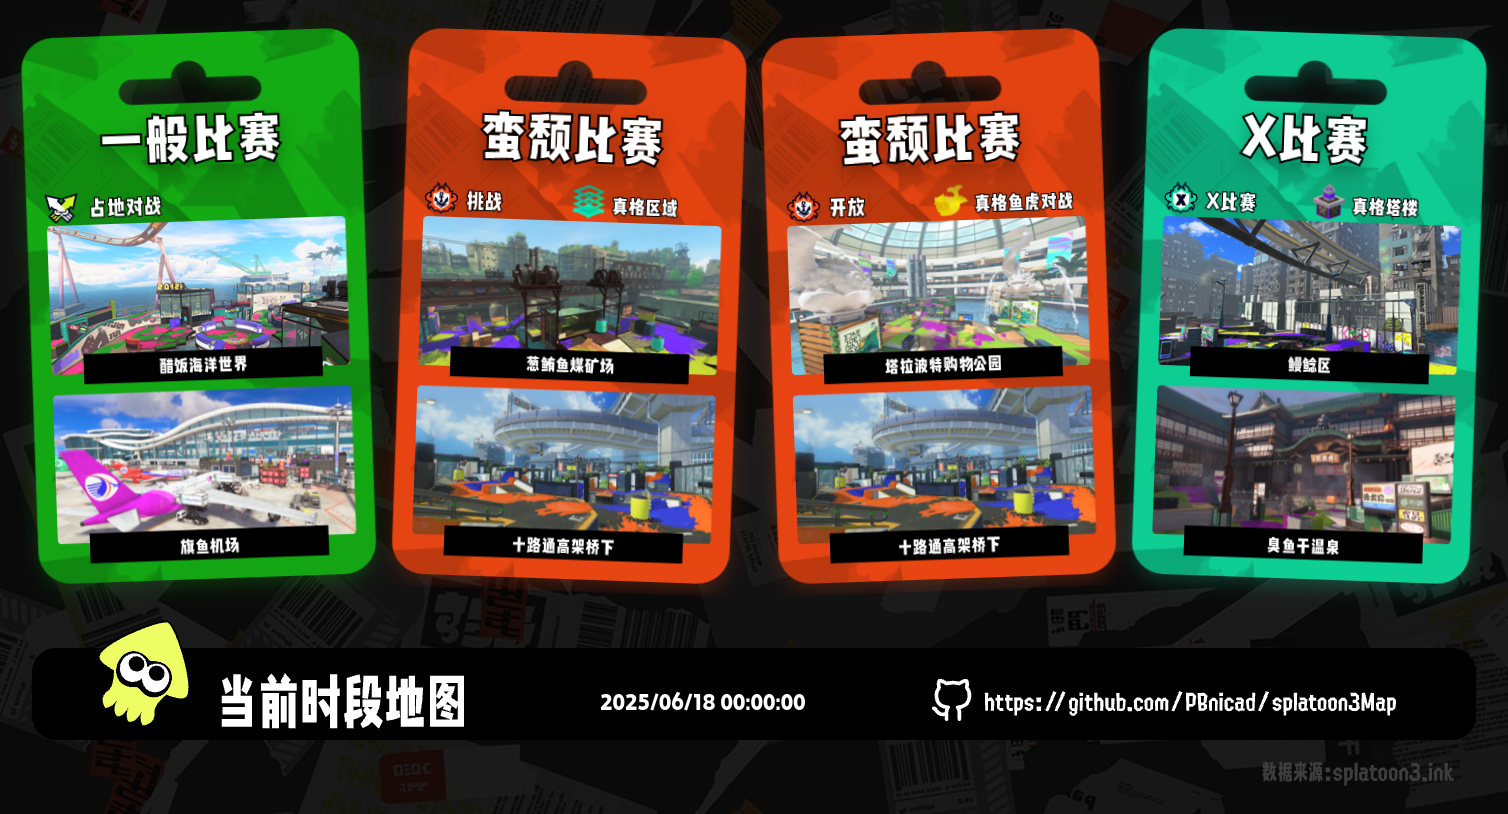 一般比赛
占地对战
醋饭海洋世界
旗鱼机场
蛮颓比赛
挑战
真格区域
葱鲔鱼煤矿场
十路通高架桥下
蛮颓比赛
开放
真格鱼虎对战
塔拉波特购物公园
十路通高架桥下
X比赛
X比赛
真格塔楼
鳗鲶区
臭鱼干温泉
当前时段地图
2025/06/18 00:00:00
https://github.com/PBnicad/splatoon3Map
数据来源:splatoon3.ink